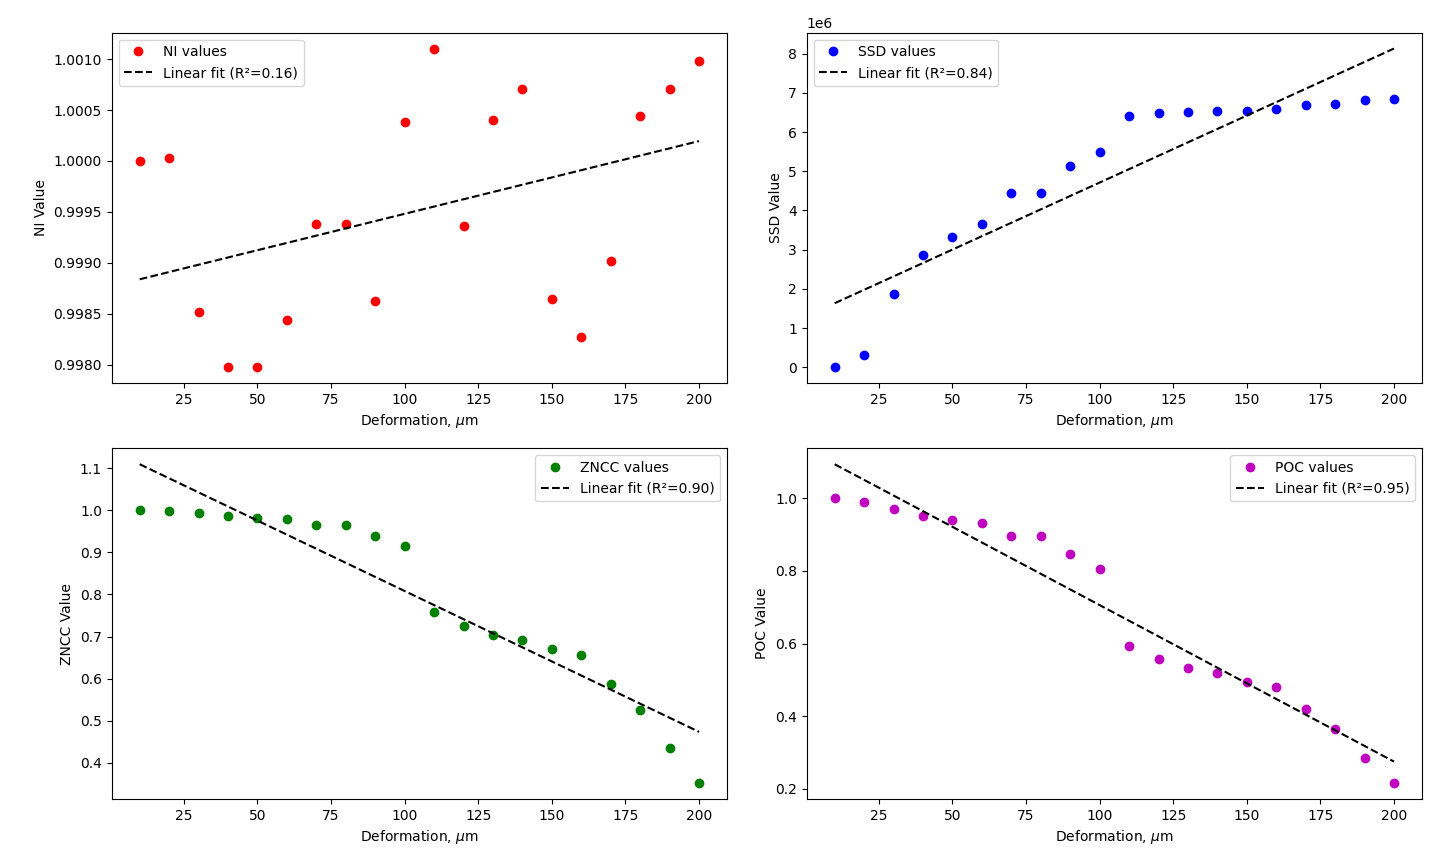 NI values
Linear fit (R²=0.16)
1.0010
1.0005
1.0000
0.9995
0.9990
0.9985
0.9980
NI Value
25 50 75 100 125 150 175 200
Deformation, μm
1e6
SSD values
Linear fit (R²=0.84)
8
7
6
5
4
3
2
1
0
SSD Value
25 50 75 100 125 150 175 200
Deformation, μm
ZNCC values
Linear fit (R²=0.90)
1.1
1.0
0.9
0.8
0.7
0.6
0.5
0.4
ZNCC Value
25 50 75 100 125 150 175 200
Deformation, μm
POC values
Linear fit (R²=0.95)
1.0
0.8
0.6
0.4
0.2
POC Value
25 50 75 100 125 150 175 200
Deformation, μm